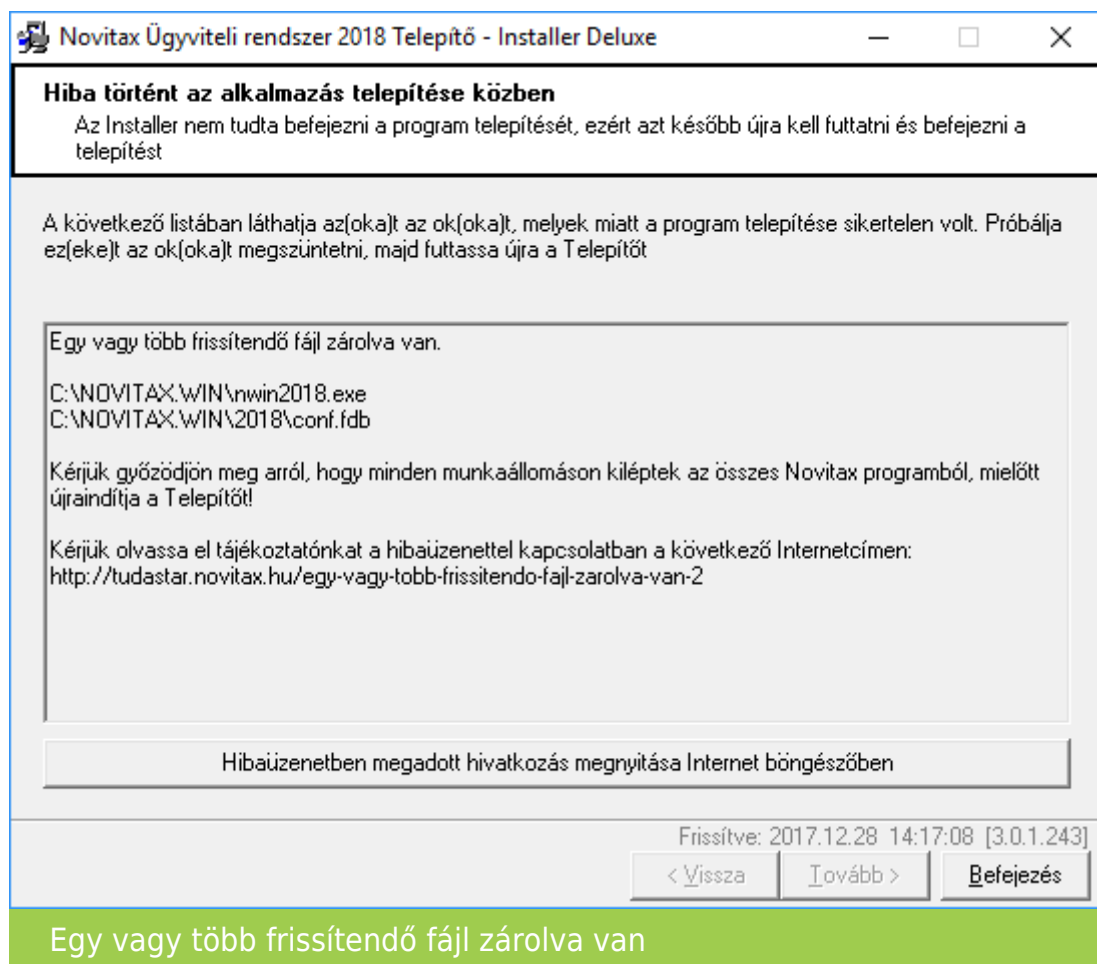 Novitax Ügyviteli rendszer 2018 Telepítő - Installer Deluxe
Hiba történt az alkalmazás telepítése közben
Az Installer nem tudta befejezni a program telepítését, ezért azt később újra kell futtatni és befejezni a
telepítést
A következő listában láthatja az(oka)t az ok(oka)t, melyek miatt a program telepítése sikertelen volt. Próbálja
ez(eke)t az ok(oka)t megszüntetni, majd futtassa újra a Telepítőt
Egy vagy több frissítendő fájl zárolva van.
C:\NOVITAX.WIN\nwin2018.exe
C:\NOVITAX.WIN\2018\conf.fdb
Kérjük győzödjön meg arról, hogy minden munkaállomáson kiléptek az összes Novitax programból, mielőtt
újraindítja a Telepítőt!
Kérjük olvassa el tájékoztatónkat a hibaüzenettel kapcsolatban a következő Internetcímen:
http://tudastar.novitax.hu/egy-vagy-tobb-frissitendo-fajl-zarolva-van-2
Hibaüzenetben megadott hivatkozás megnyitása Internet böngészőben
Frissítve: 2017.12.28 14:17:08 [3.0.1.243]
< Vissza Tovább > Befejezés
Egy vagy több frissítendő fájl zárolva van